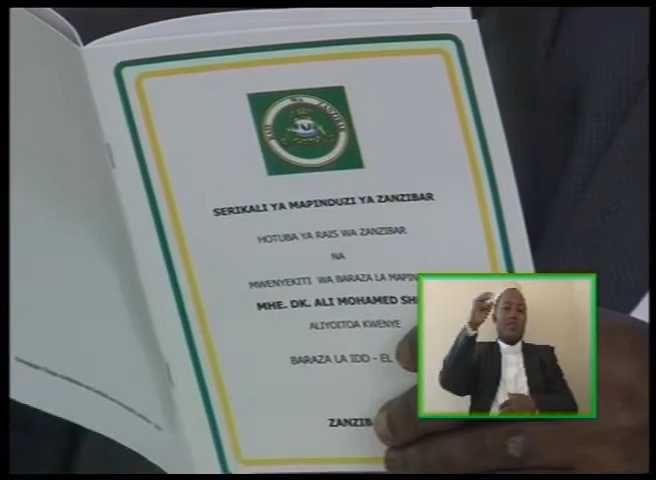 SERIKALI YA MAPINDUZI YA ZANZIBAR
HOTUBA YA RAIS WA ZANZIBAR
NA
MWENYEKITI WA BARAZA LA MAPIN
MHE. DK. ALI MOHAMED SH
ALIYOITOA KWENYE
BARAZA LA IDD - EL
ZANZIB